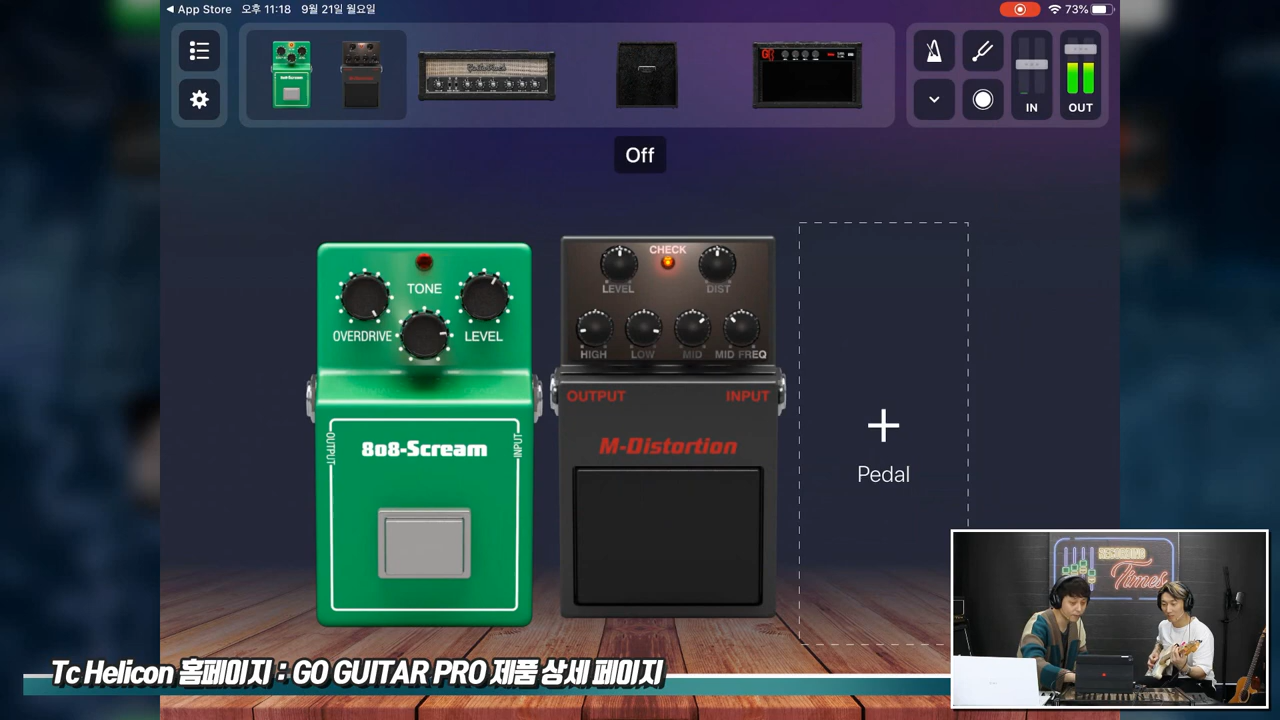 App Store 오후 11:18 9월 21일 월요일
73%
IN
OUT
Off
TONE
OVERDRIVE
LEVEL
OUTPUT
INPUT
808-Scream
CHECK
LEVEL
DIST
HIGH
LOW
MID
MID FREQ
OUTPUT
INPUT
M-Distortion
Pedal
RECORDING
Times
Tc Helicon 홈페이지 : GO GUITAR PRO 제품 상세 페이지